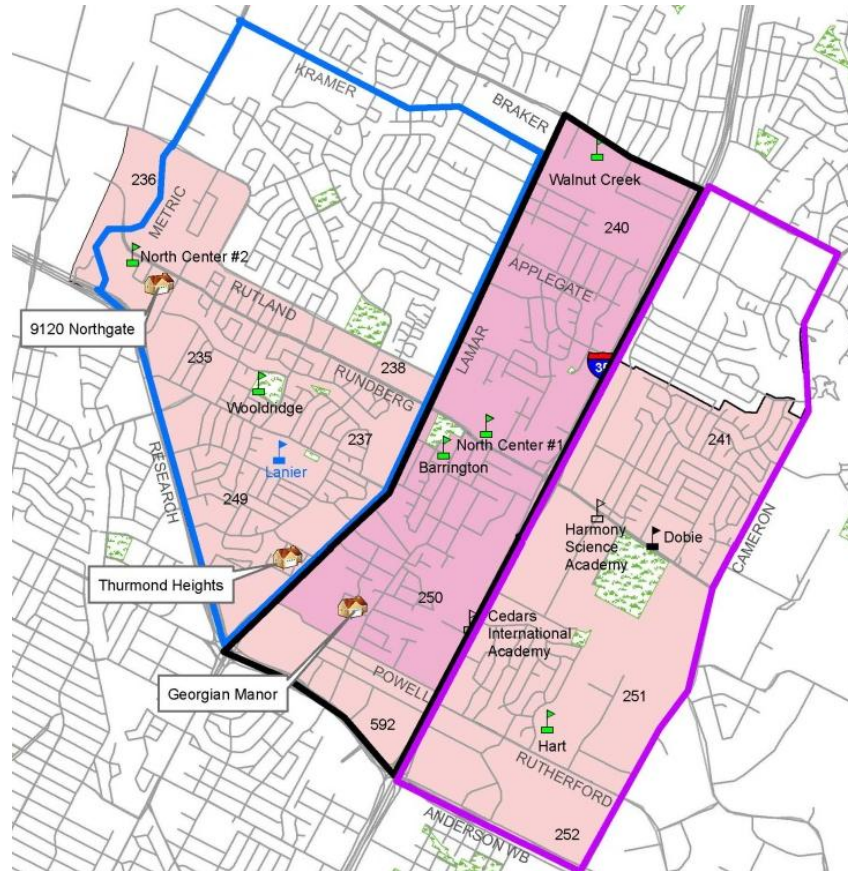 KRAMER
BRAKER
Walnut Creek
236
METRIC
240
North Center #2
APPLEGATE
9120 Northgate
RUTLAND
LAMAR
235
238
35
RUNDBERG
Wooldridge
237
North Center #1
241
Barrington
Lanier
RESEARCH
249
Harmony
Science
Academy
Dobie
CAMERON
Thurmond Heights
250
Cedars
International
Academy
Georgian Manor
POWELL
251
592
Hart
RUTHERFORD
ANDERSON WB
252